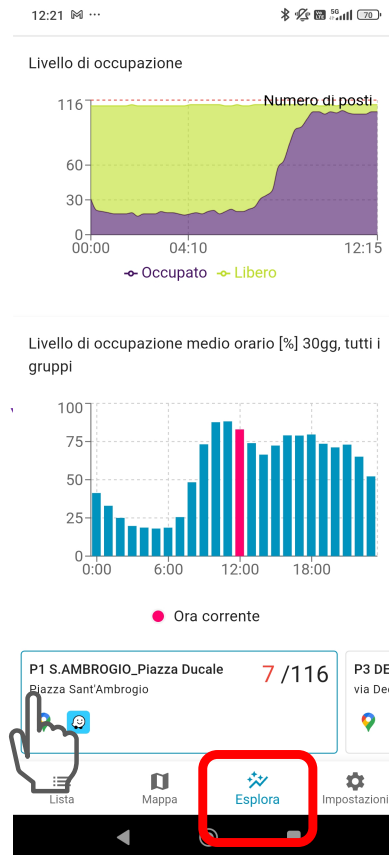 12:21 ... 5G 70
Livello di occupazione
116
Numero di posti
60
30
0
00:00 04:10 12:15
Occupato Libero
Livello di occupazione medio orario [%] 30gg, tutti i
gruppi
100
75
50
25
0
0:00 6:00 12:00 18:00
Ora corrente
P1 S.AMBROGIO_Piazza Ducale 7 /116 P3 DE
Piazza Sant'Ambrogio via De
Lista Mappa Esplora Impostazioni